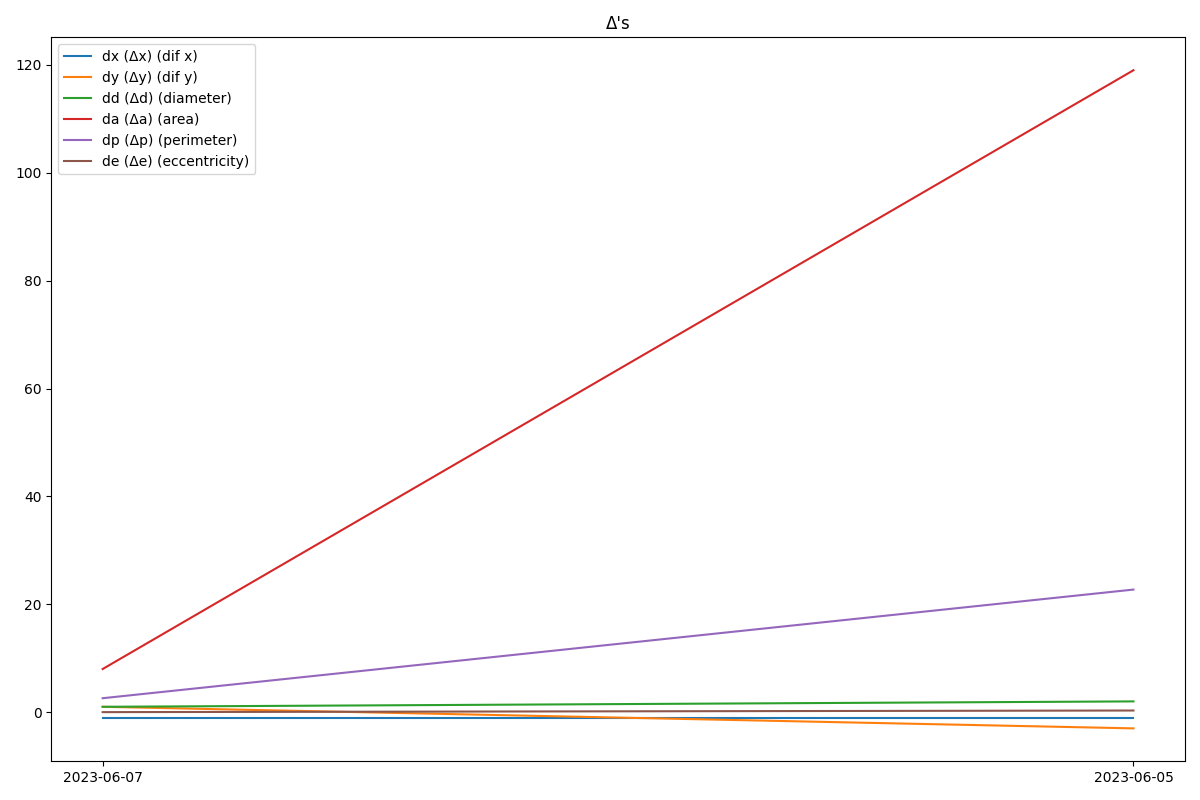 Δ's
dx (Δx) (dif x)
dy (Δy) (dif y)
dd (Δd) (diameter)
da (Δa) (area)
dp (Δp) (perimeter)
de (Δe) (eccentricity)
120
100
80
60
40
20
0
2023-06-07
2023-06-05